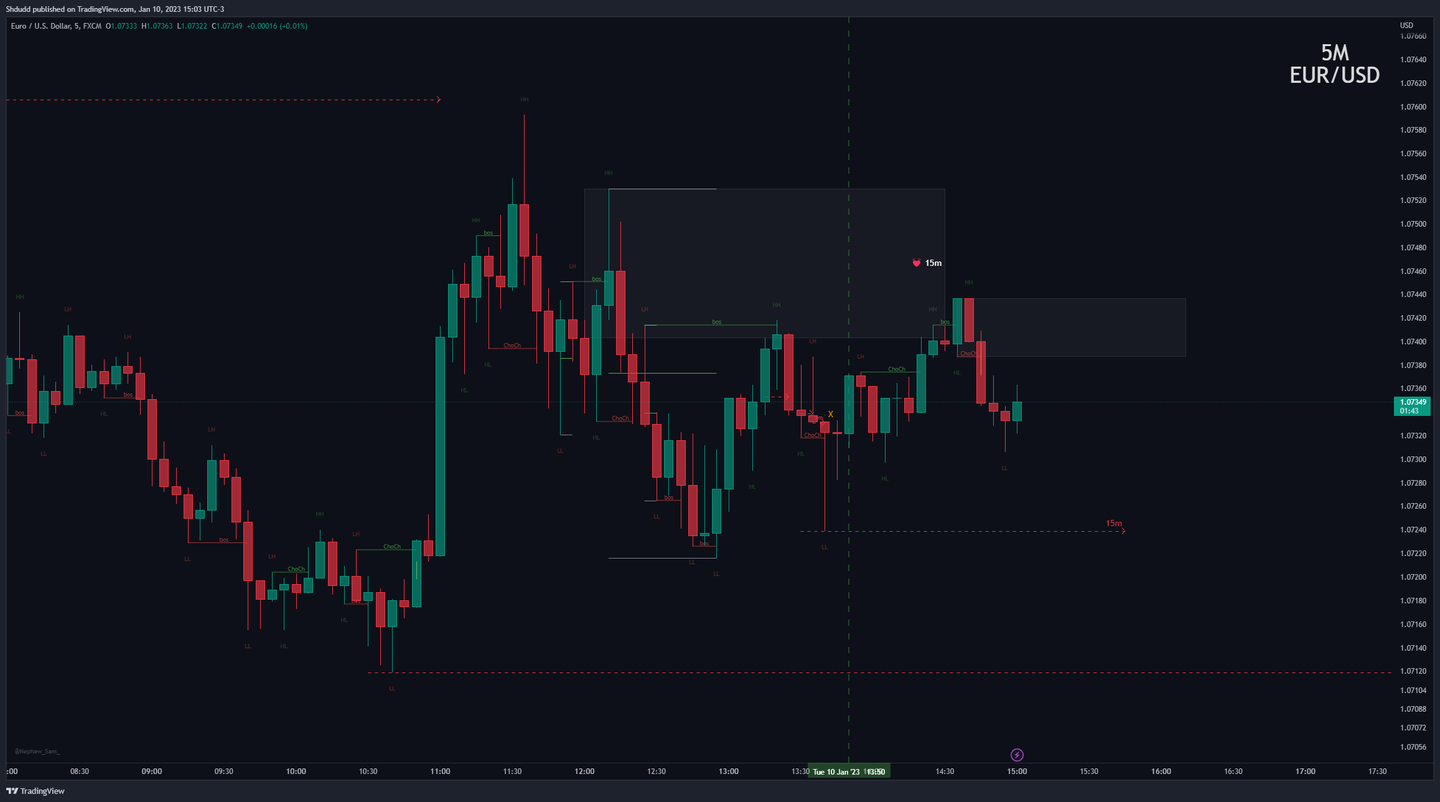 Shdudd published on TradingView.com, Jan 10, 2023 15:03 UTC-3
Euro / U.S. Dollar, 5, FXCM O1.07333 H1.07363 L1.07322 C1.07349 +0.00016 (+0.01%)
USD
5M
EUR/USD
1.07660
1.07640
1.07620
1.07600
1.07580
1.07560
1.07540
1.07520
1.07500
1.07480
1.07460
1.07440
1.07420
1.07400
1.07380
1.07360
1.07349
01:43
1.07320
1.07300
1.07280
1.07260
1.07240
1.07220
1.07200
1.07180
1.07160
1.07140
1.07120
1.07104
1.07088
1.07072
1.07056
HH
HH
HH
bos
LH
bos
15m
HH
LH
bos
HH
HH
bos
HH
LH
LH
ChoCh
LH
LH
ChoCh
ChoCh
HL
HL
HL
bos
HL
bos
LL
LH
ChoCh
HL
LL
X
ChoCh
HL
HL
HL
LL
bos
LL
15m
HH
LH
bos
LL
LH
ChoCh
ChoCh
bos
LL
LL
LL
HL
LL
HL
LL
@Nephew_Sam_
:00
08:30
09:00
09:30
10:00
10:30
11:00
11:30
12:00
12:30
13:00
13:30
Tue 10 Jan '23 13:50
14:30
15:00
15:30
16:00
16:30
17:00
17:30
TradingView